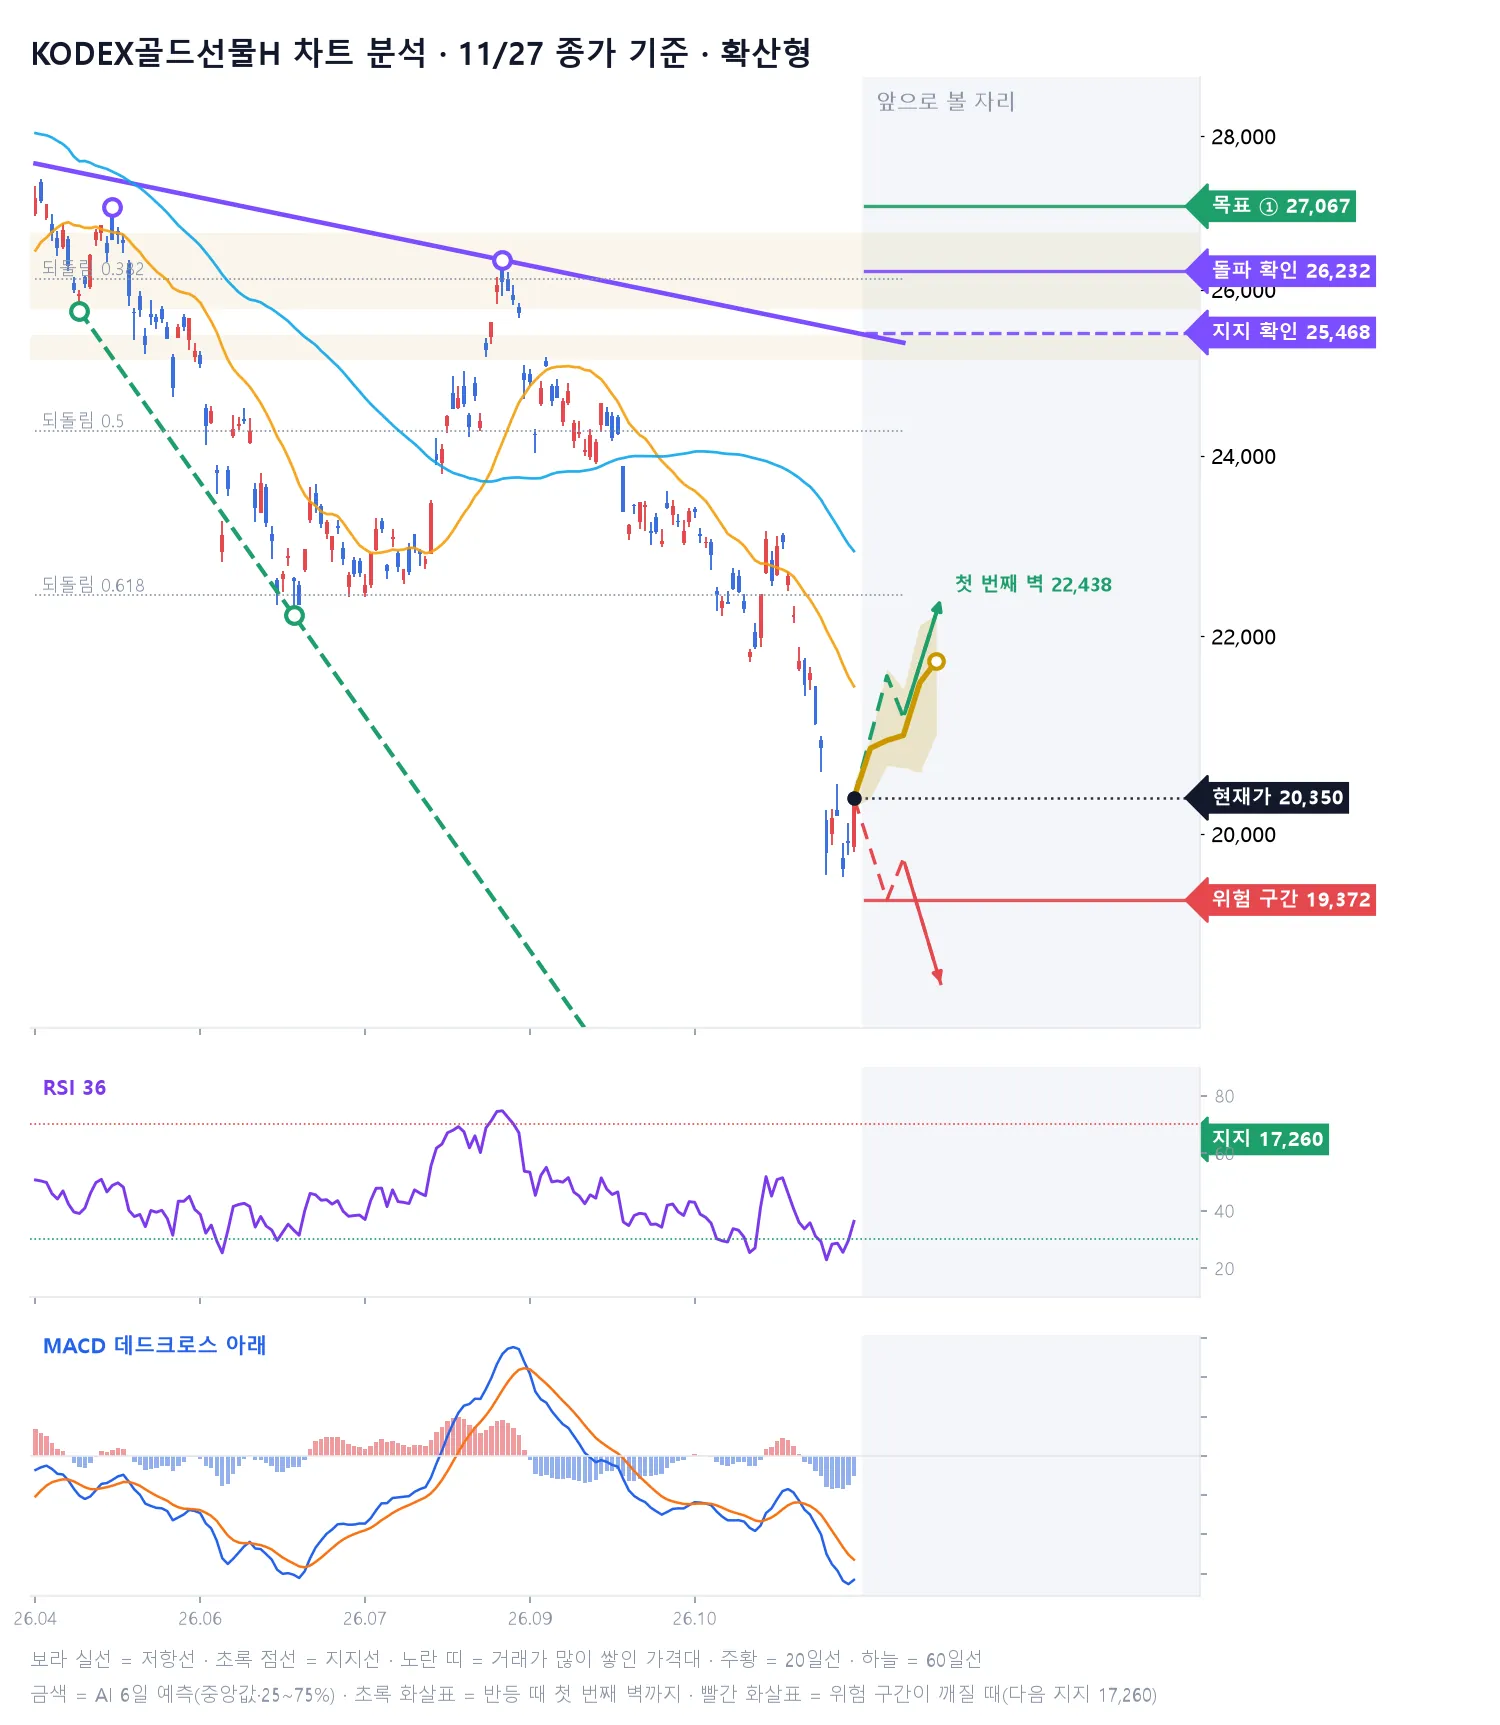 KODEX골드선물H 차트 분석 · 11/27 종가 기준 · 확산형
앞으로 볼 자리
28,000
목표 ① 27,067
되돌림 0.382
돌파 확인 26,232
26,000
지지 확인 25,468
되돌림 0.5
24,000
되돌림 0.618
첫 번째 벽 22,438
22,000
현재가 20,350
20,000
위험 구간 19,372
RSI 36
80
지지 17,260
60
40
20
MACD 데드크로스 아래
26.04 26.06 26.07 26.09 26.10
보라 실선 = 저항선 · 초록 점선 = 지지선 · 노란 띠 = 거래가 많이 쌓인 가격대 · 주황 = 20일선 · 하늘 = 60일선
금색 = AI 6일 예측(중앙값·25~75%) · 초록 화살표 = 반등 때 첫 번째 벽까지 · 빨간 화살표 = 위험 구간이 깨질 때(다음 지지 17,260)